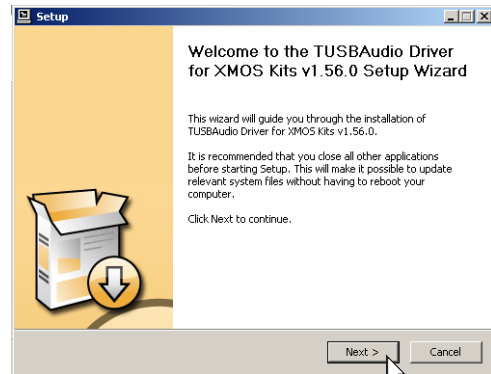 Setup
Welcome to the TUSBAudio Driver
for XMOS Kits v1.56.0 Setup Wizard
This wizard will guide you through the installation of
TUSBAudio Driver for XMOS Kits v1.56.0.
It is recommended that you close all other applications
before starting Setup. This will make it possible to update
relevant system files without having to reboot your
computer.
Click Next to continue.
Next >
Cancel